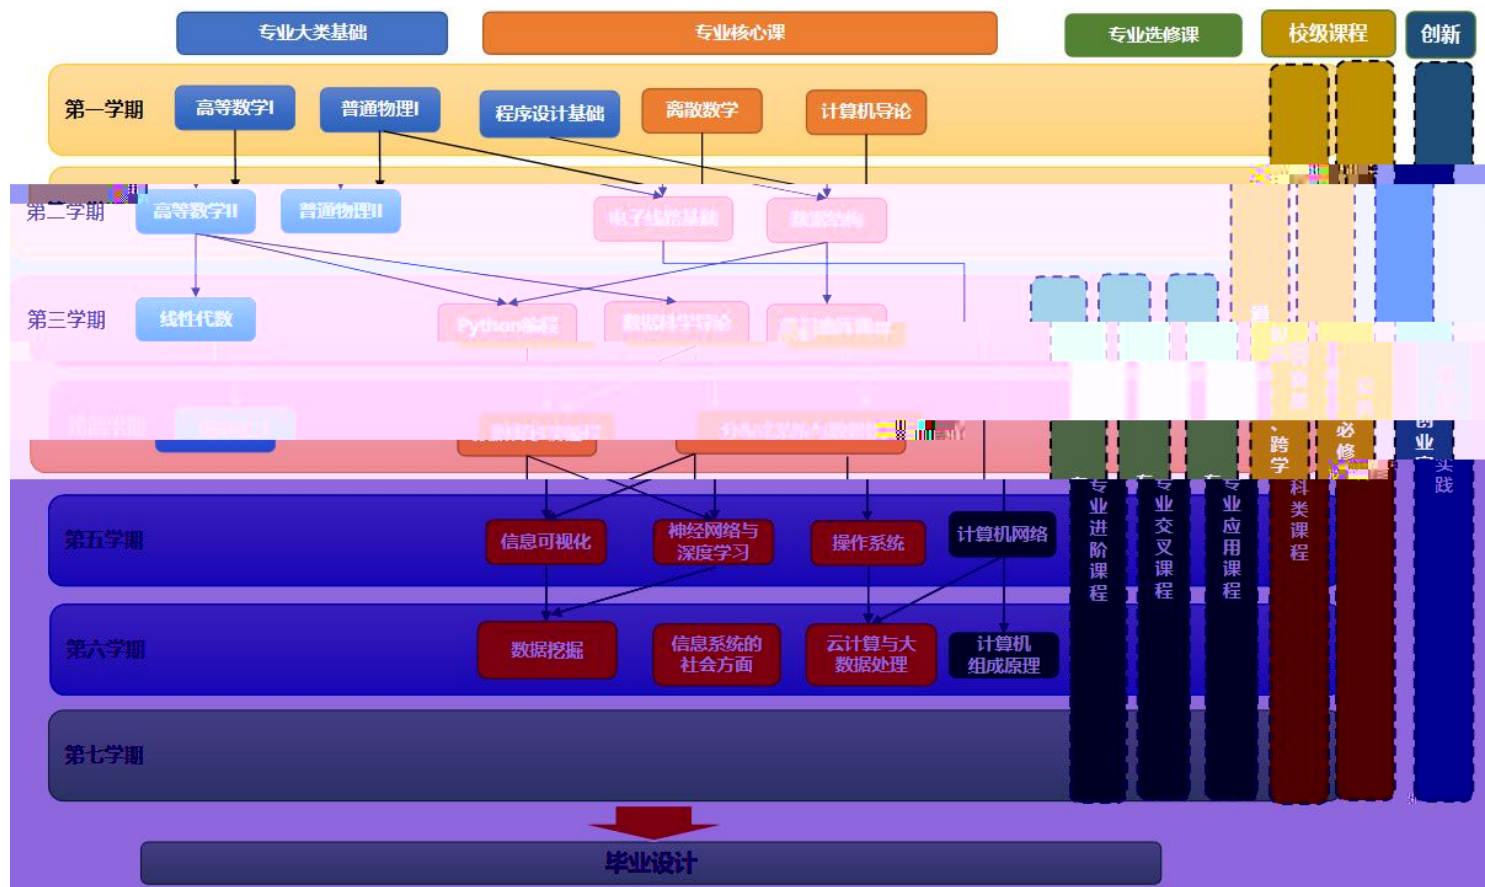 专业大类基础
专业核心课
专业选修课
校级课程
创新
第一学期
高等数学I
普通物理I
程序设计基础
离散数学
计算机导论
第二学期
高等数学II
普通物理II
电子线路基础
数据结构
第三学期
线性代数
Python编程
数据科学导论
第五学期
信息可视化
神经网络与
深度学习
操作系统
计算机网络
第六学期
数据挖掘
信息系统的
社会方面
云计算与大
数据处理
计算机
组成原理
第七学期
专业进阶课程
专业交叉课程
专业应用课程
、跨学科类课程
必修
创业
实践
毕业设计